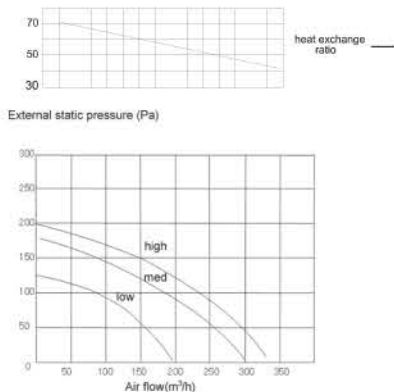 70
50
30
heat exchange
ratio
External static pressure (Pa)
300
250
200
150
100
50
0
high
med
low
50 100 150 200 250 300 350
Air flow(m³/h)